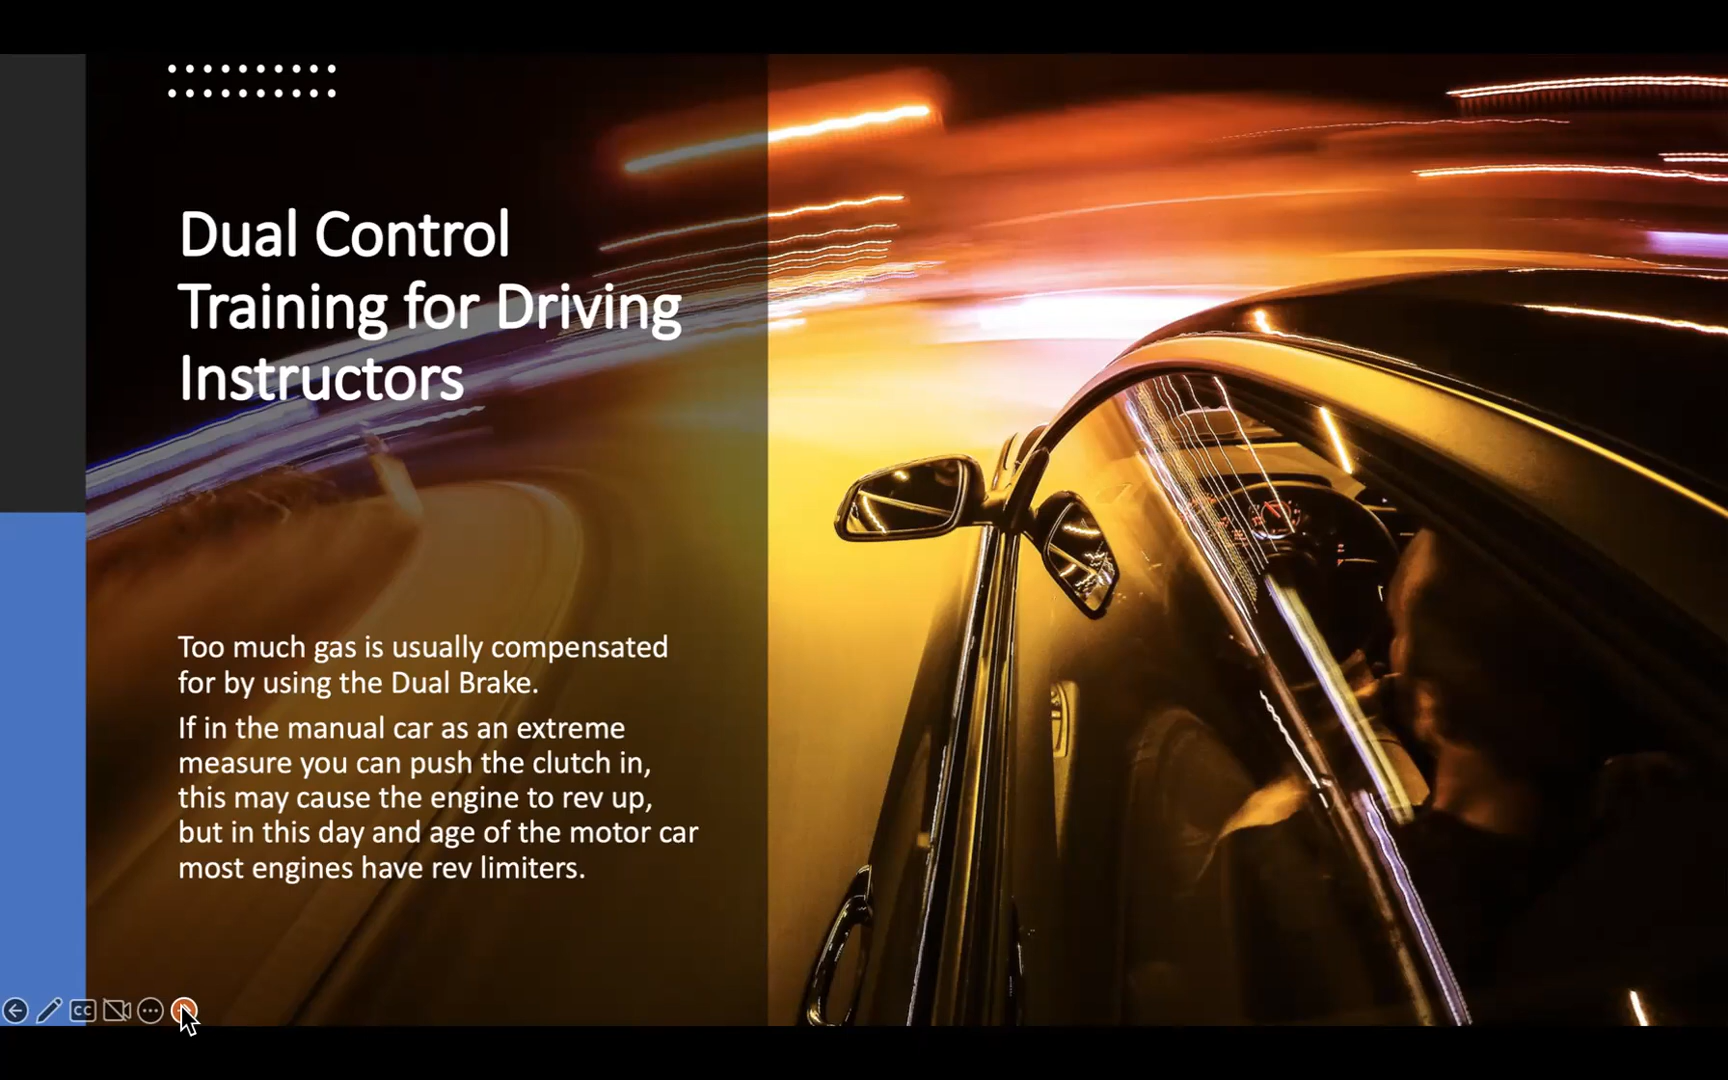 Dual Control
Training for Driving
Instructors
Too much gas is usually compensated
for by using the Dual Brake.
If in the manual car as an extreme
measure you can push the clutch in,
this may cause the engine to rev up,
but in this day and age of the motor car
most engines have rev limiters.
CC